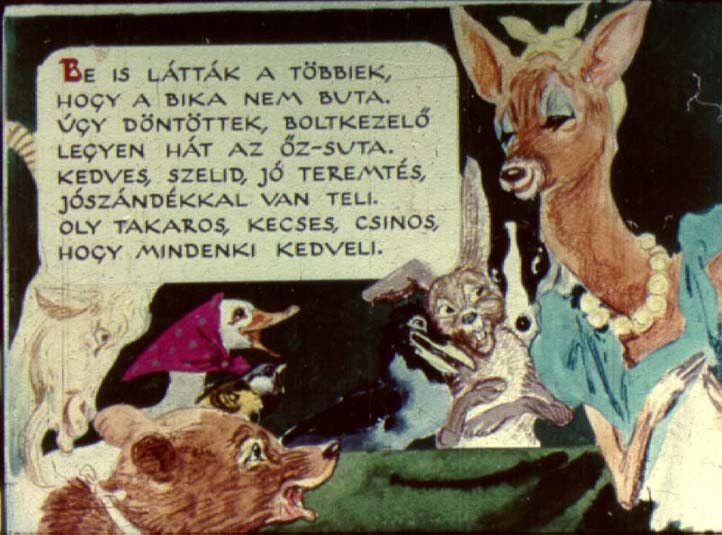 BE IS LÁTTÁK A TÖBBIEK,
HOGY A BIKA NEM BUTA.
ÚGY DÖNTÖTTEK, BOLTKEZELŐ
LEGYEN HÁT AZ ŐZ-SUTA.
KEDVES, SZELID, JÓ TEREMTÉS,
JÓSZÁNDÉKKAL VAN TELI.
OLY TAKAROS, KECSES, CSINOS,
HOGY MINDENKI KEDVELI.